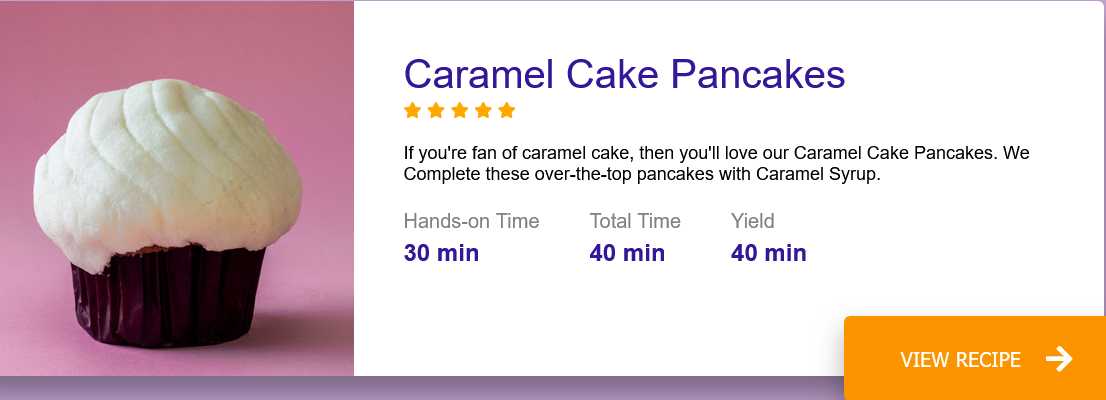 Caramel Cake Pancakes
If you're fan of caramel cake, then you'll love our Caramel Cake Pancakes. We
Complete these over-the-top pancakes with Caramel Syrup.
Hands-on Time Total Time Yield
30 min 40 min 40 min
VIEW RECIPE